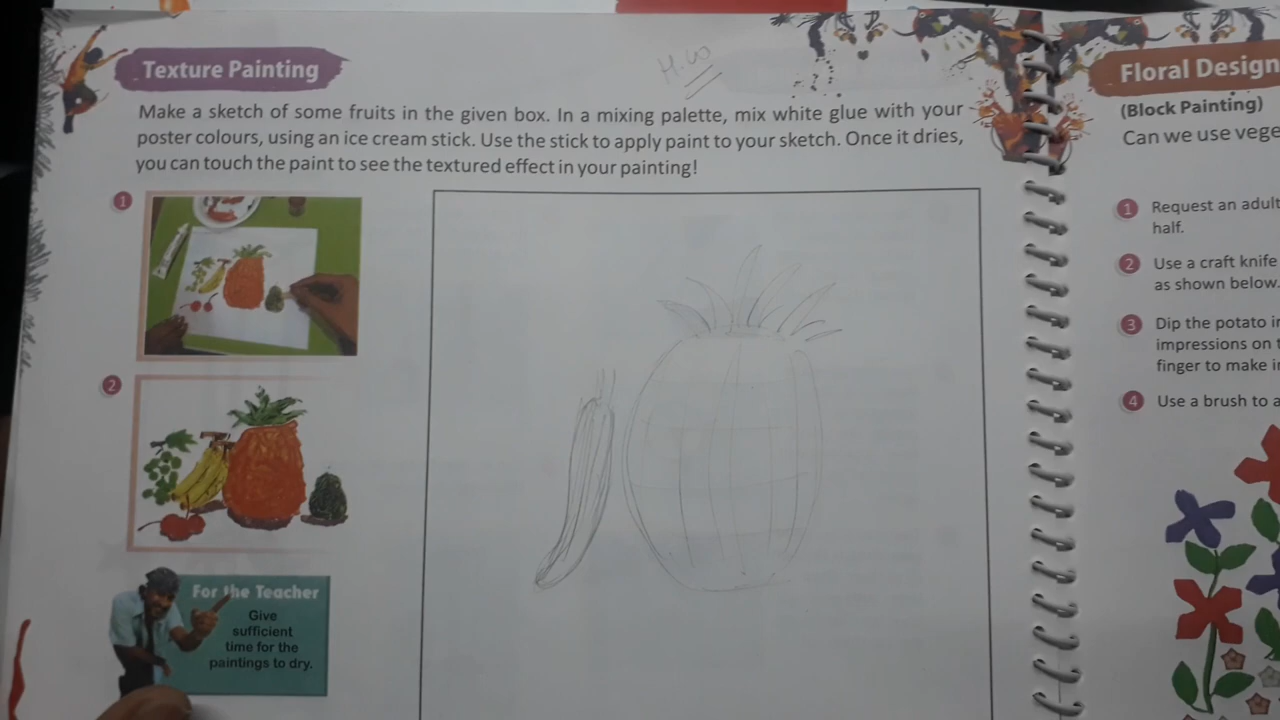 Texture Painting
H.W
Make a sketch of some fruits in the given box. In a mixing palette, mix white glue with your
poster colours, using an ice cream stick. Use the stick to apply paint to your sketch. Once it dries,
you can touch the paint to see the textured effect in your painting!
1
2
For the Teacher
Give
sufficient
time for the
paintings to dry.
Floral Design
(Block Painting)
Can we use vege
1 Request an adult
half.
2 Use a craft knife
as shown below.
3 Dip the potato i
impressions on
finger to make i
4 Use a brush to a